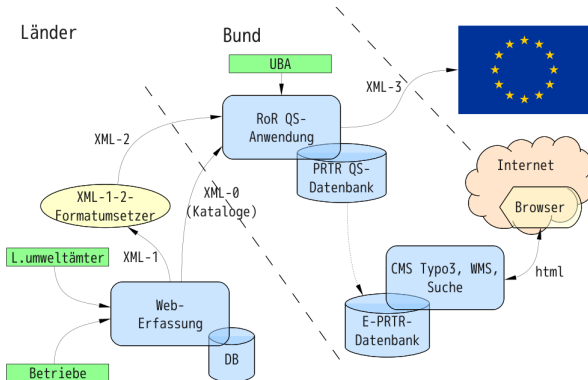 Länder
Bund
UBA
XML-3
RoR QS-
Anwendung
XML-2
PRTR QS-
Datenbank
Internet
Browser
XML-1-2-
Formatumsetzer
XML-0
(Kataloge)
L.umweltämter
XML-1
CMS Typo3, WMS,
Suche
html
Web-
Erfassung
E-PRTR-
Datenbank
DB
Betriebe